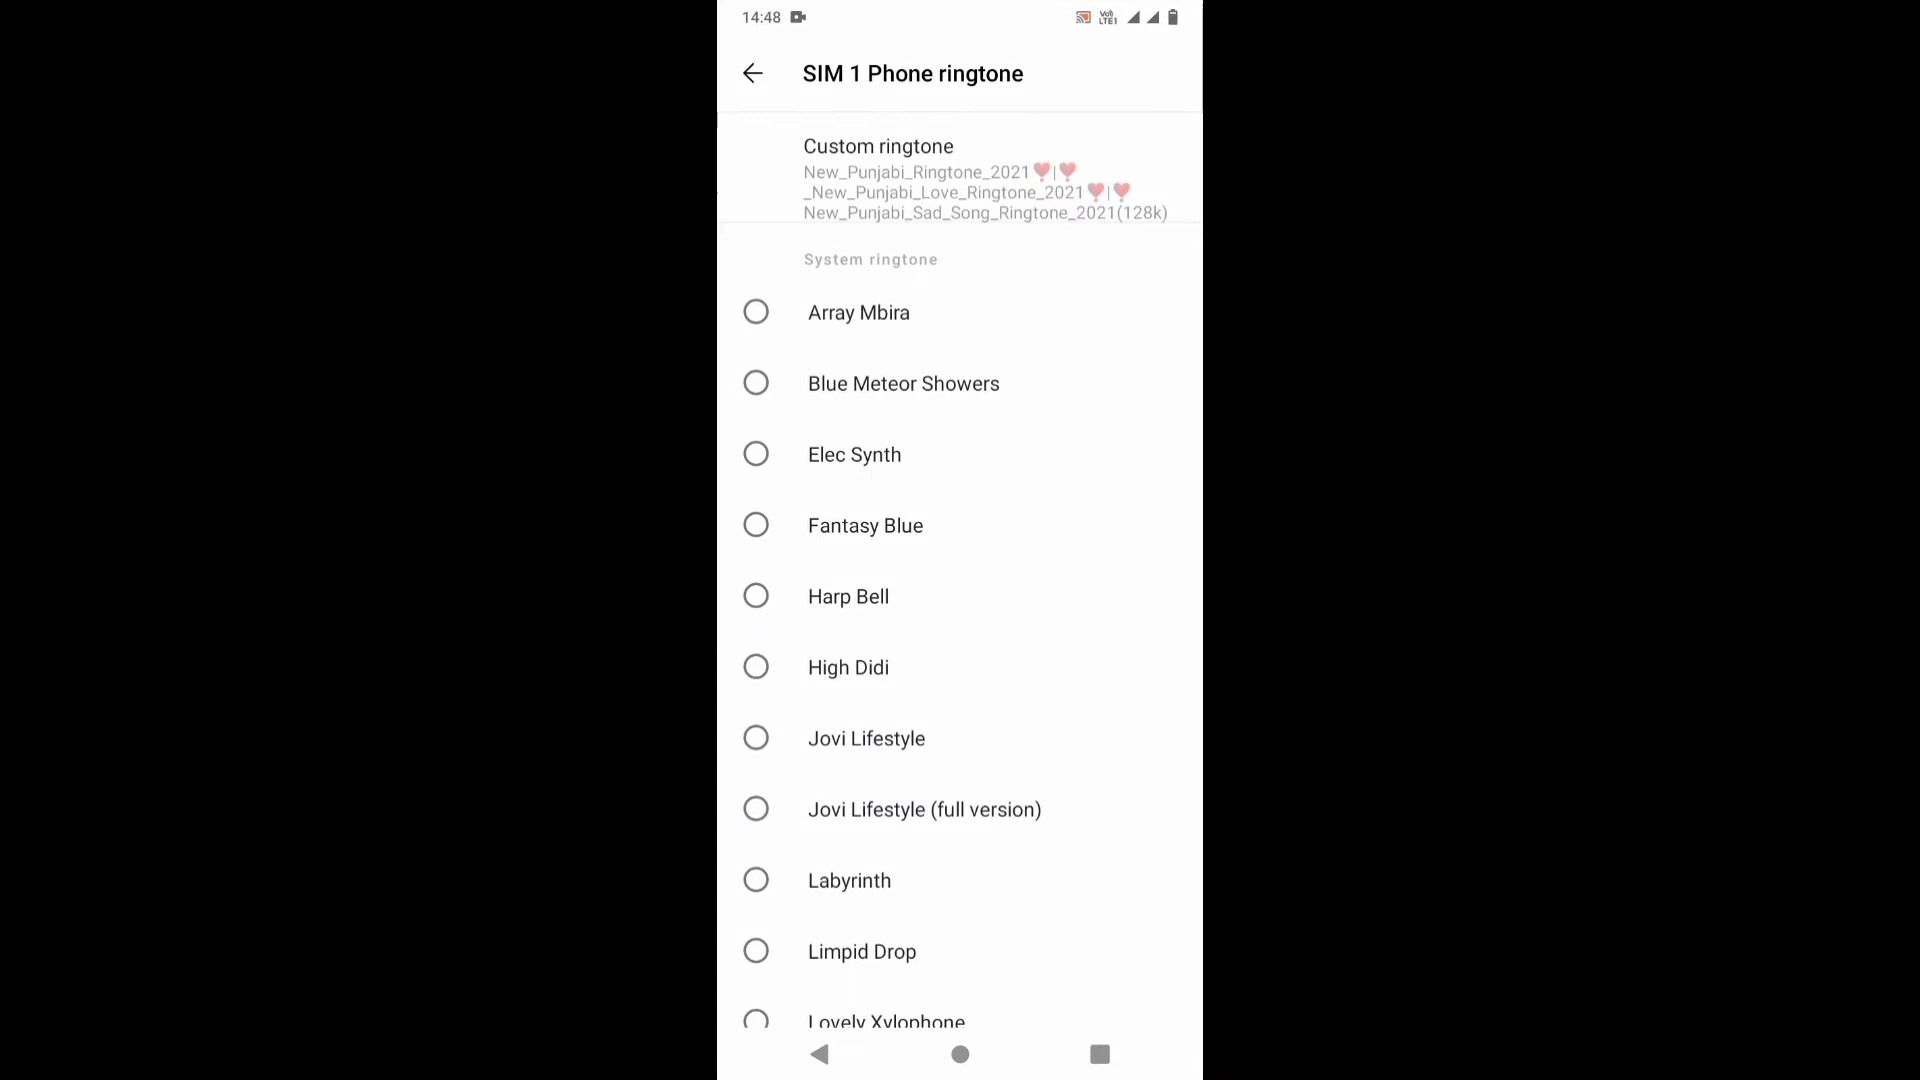 14:48
VoD LTE1
SIM 1 Phone ringtone
Custom ringtone
New_Punjabi_Ringtone_2021❣️|❣️
_New_Punjabi_Love_Ringtone_2021❣️|❣️
New_Punjabi_Sad_Song_Ringtone_2021(128k)
System ringtone
Array Mbira
Blue Meteor Showers
Elec Synth
Fantasy Blue
Harp Bell
High Didi
Jovi Lifestyle
Jovi Lifestyle (full version)
Labyrinth
Limpid Drop
Lovely Xylophone